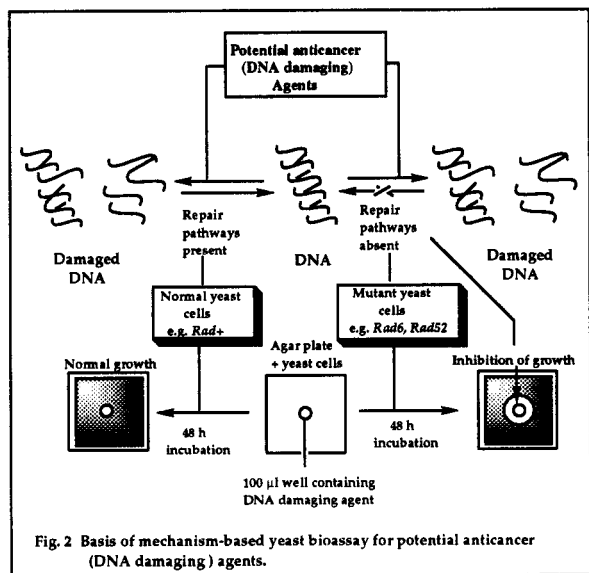 Potential anticancer
(DNA damaging)
Agents
Repair
pathways
present
Repair
pathways
absent
Damaged
DNA
DNA
Damaged
DNA
Normal yeast
cells
e.g. Rad+
Mutant yeast
cells
e.g. Rad6, Rad52
Normal growth
Agar plate
+ yeast cells
Inhibition of growth
48 h
incubation
48 h
incubation
100 µl well containing
DNA damaging agent
Fig. 2 Basis of mechanism-based yeast bioassay for potential anticancer
(DNA damaging ) agents.